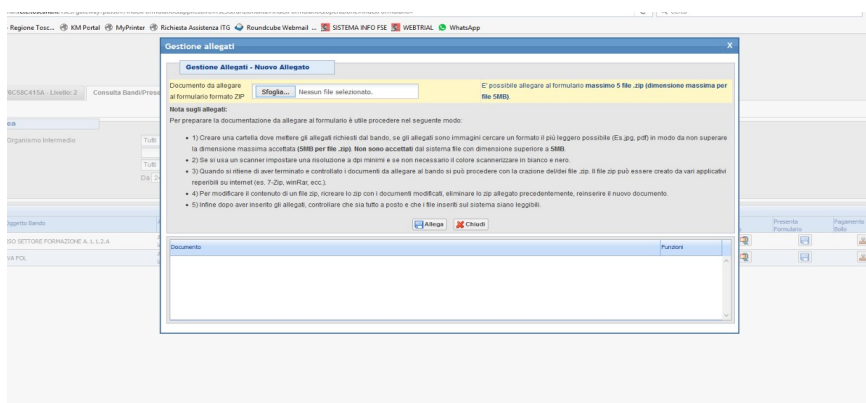 Regione Tosc... KM Portal MyPrinter Richiesta Assistenza ITG Roundcube Webmail ... SISTEMA INFO FSE WEBTRIAL WhatsApp
Gestione allegati X
Gestione Allegati - Nuovo Allegato
Documento da allegare
al formulario formato ZIP
Sfoglia... Nessun file selezionato.
E' possibile allegare al formulario massimo 5 file .zip (dimensione massima per
file 5MB).
Nota sugli allegati:
Per preparare la documentazione da allegare al formulario è utile procedere nel seguente modo:
1) Creare una cartella dove mettere gli allegati richiesti dal bando, se gli allegati sono immagini cercare un formato il più leggero possibile (Es.jpg, pdf) in modo da non superare
la dimensione massima accettata (5MB per file .zip). Non sono accettati dal sistema file con dimensione superiore a 5MB.
2) Se si usa un scanner impostare una risoluzione a dpi minimi e se non necessario il colore scannerizzare in bianco e nero.
3) Quando si ritiene di aver terminato e controllato i documenti da allegare al bando si può procedere con la crazione del/dei file .zip. Il file zip può essere creato da vari applicativi
reperibili su internet (es. 7-Zip, winRar, ecc.).
4) Per modificare il contenuto di un file zip, ricreare lo zip con i documenti modificati, eliminare lo zip allegato precedentemente, reinserire il nuovo documento.
5) Infine dopo aver insento gli allegati, controllare che sia tutto a posto e che i file inseriti sul sistema siano leggibili.
Allega Chiudi
Documento Funzioni
- Livello: 2 Consulta Bandi/Prese
Organismo Intermedio Tutti
Tutti
Da
Oggetto Bando
Presenta
Formulario
Pagamento
Bollo
SETTORE FORMAZIONE A.1.1.2.A
VA POL